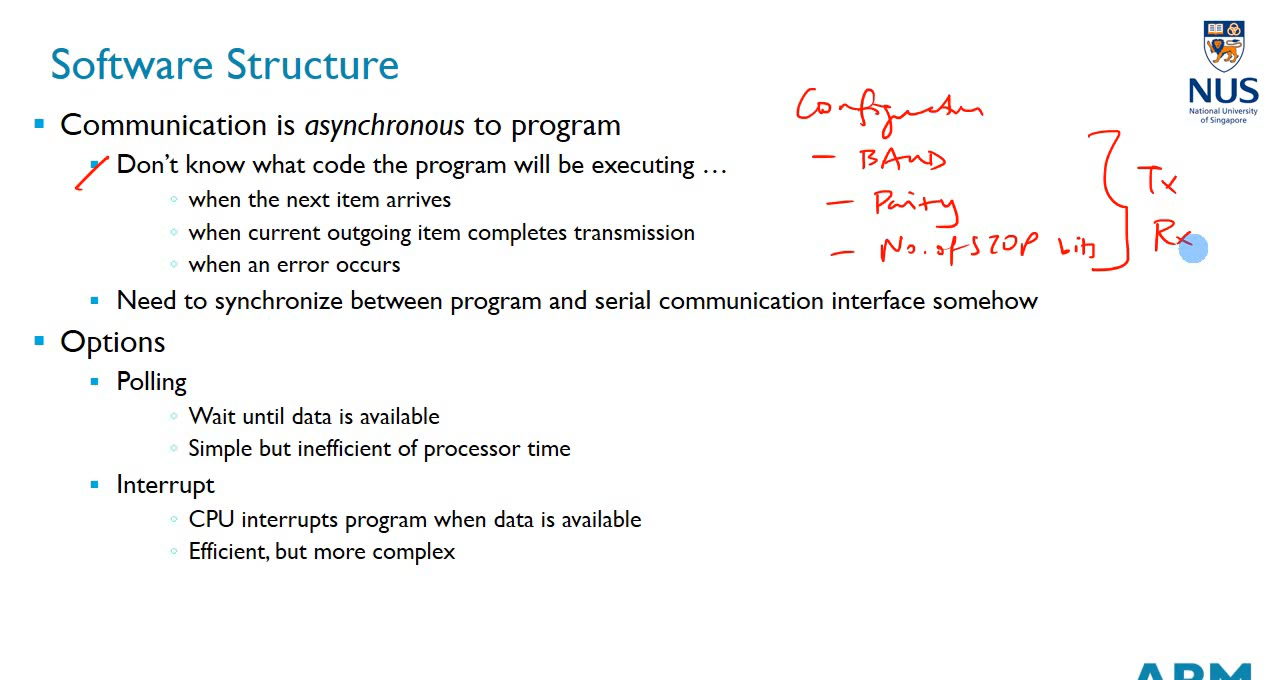 Software Structure
NUS
National University
of Singapore
Communication is asynchronous to program
Don't know what code the program will be executing …
when the next item arrives
when current outgoing item completes transmission
when an error occurs
Need to synchronize between program and serial communication interface somehow
Options
Polling
Wait until data is available
Simple but inefficient of processor time
Interrupt
CPU interrupts program when data is available
Efficient, but more complex
Configuration
– BAUD
– Parity
– No. of STOP bits
Tx
Rx
ARM